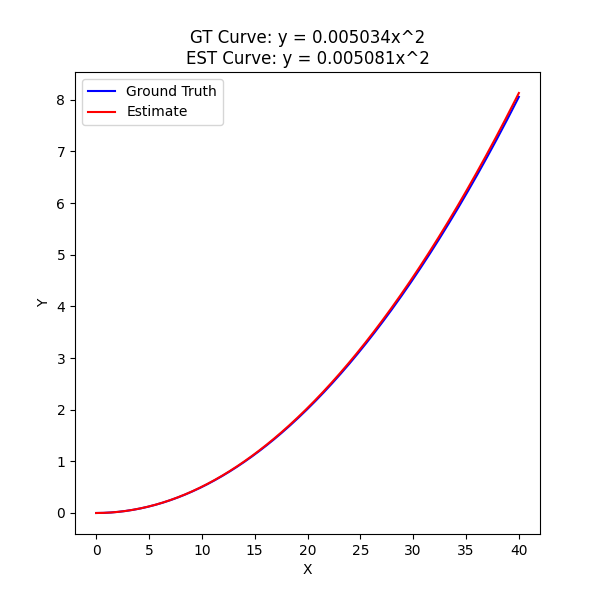 GT Curve: y = 0.005034x^2
EST Curve: y = 0.005081x^2
Ground Truth
Estimate
8
7
6
5
4
3
2
1
0
Y
0 5 10 15 20 25 30 35 40
X